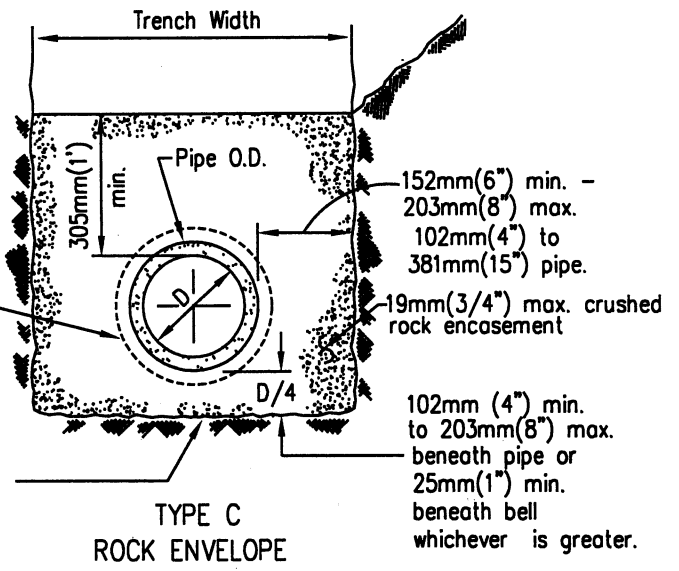 Trench Width
305mm(1')
min.
Pipe O.D.
D
152mm(6") min. -
203mm(8") max.
102mm(4") to
381mm(15") pipe.
19mm(3/4") max. crushed
rock encasement
D/4
102mm (4") min.
to 203mm(8") max.
beneath pipe or
25mm(1") min.
beneath bell
whichever is greater.
TYPE C
ROCK ENVELOPE